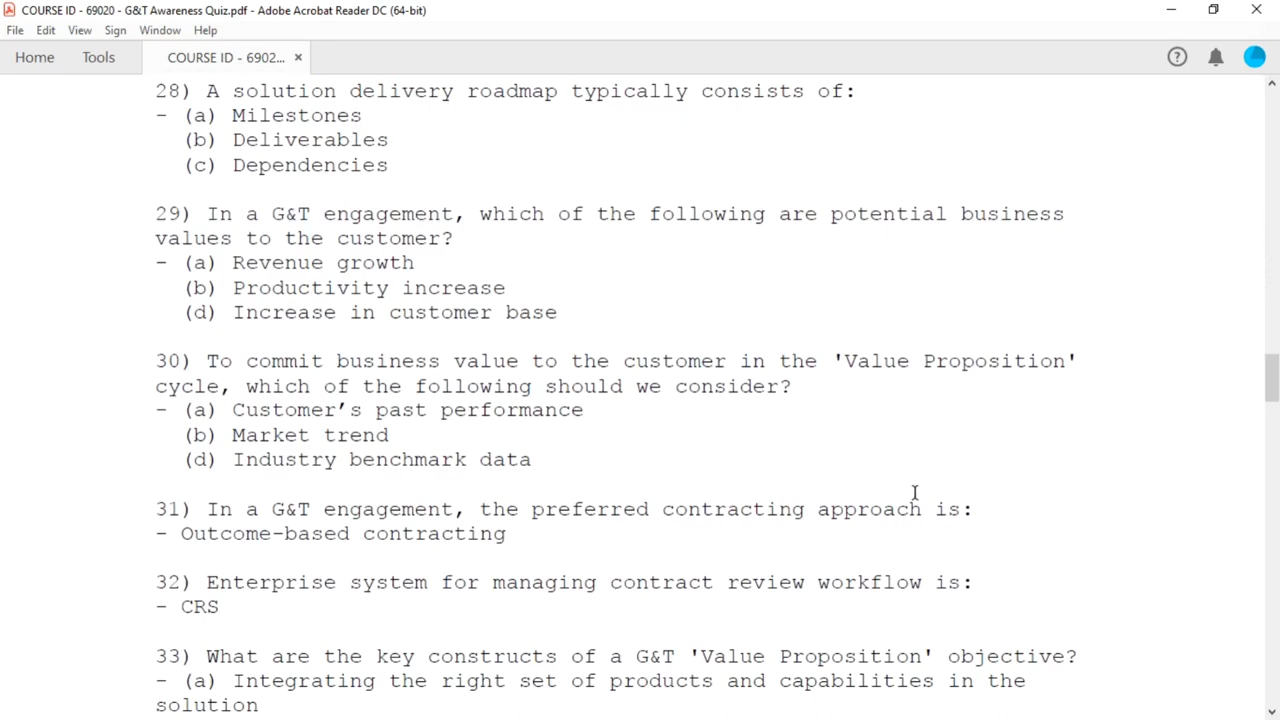 COURSE ID - 69020 - G&T Awareness Quiz.pdf - Adobe Acrobat Reader DC (64-bit)
File Edit View Sign Window Help
Home Tools COURSE ID - 6902... ×
28) A solution delivery roadmap typically consists of:
- (a) Milestones
(b) Deliverables
(c) Dependencies
29) In a G&T engagement, which of the following are potential business
values to the customer?
- (a) Revenue growth
(b) Productivity increase
(d) Increase in customer base
30) To commit business value to the customer in the 'Value Proposition'
cycle, which of the following should we consider?
- (a) Customer’s past performance
(b) Market trend
(d) Industry benchmark data
31) In a G&T engagement, the preferred contracting approach is:
- Outcome-based contracting
32) Enterprise system for managing contract review workflow is:
- CRS
33) What are the key constructs of a G&T 'Value Proposition' objective?
- (a) Integrating the right set of products and capabilities in the
solution